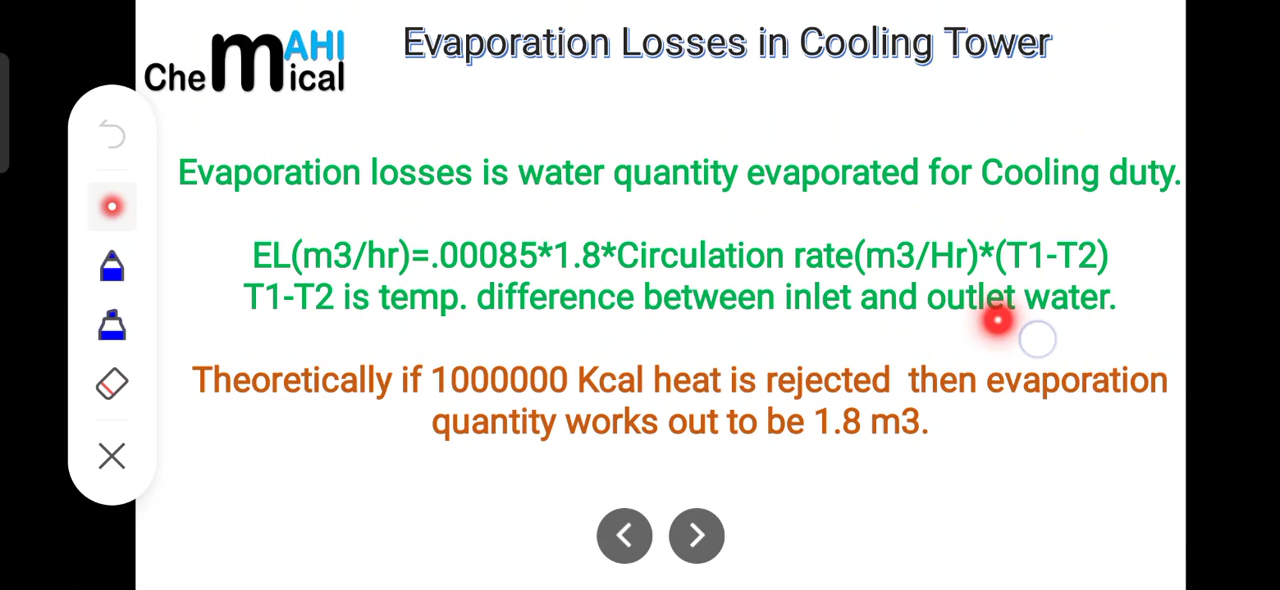 Che mAHI ical
Evaporation Losses in Cooling Tower
Evaporation losses is water quantity evaporated for Cooling duty.
EL(m3/hr)=.00085*1.8*Circulation rate(m3/Hr)*(T1-T2)
T1-T2 is temp. difference between inlet and outlet water.
Theoretically if 1000000 Kcal heat is rejected then evaporation
quantity works out to be 1.8 m3.